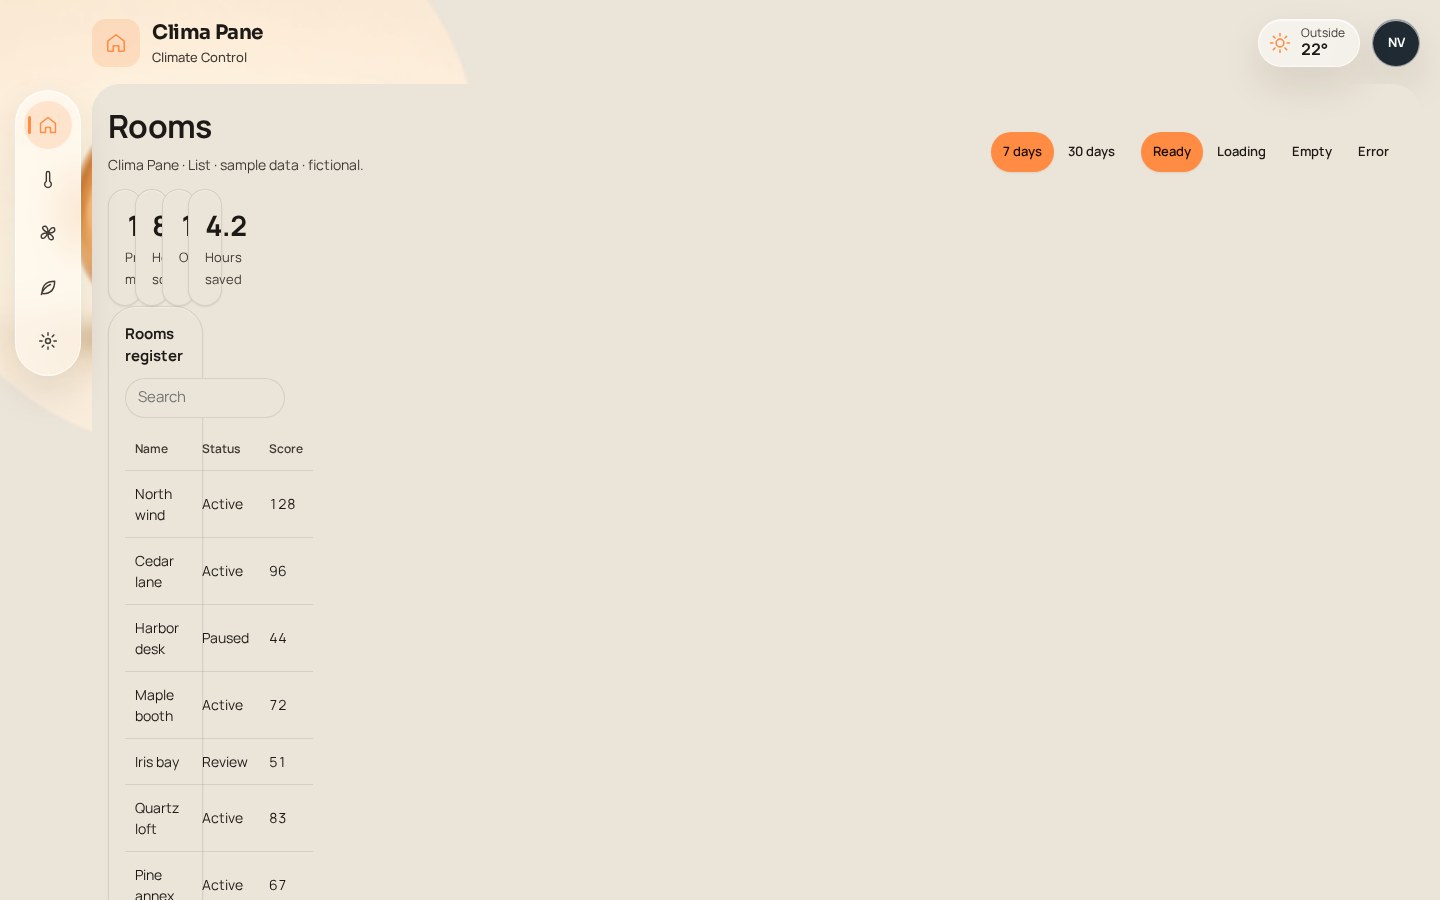 Clima Pane
Climate Control
Outside
22°
NV
Rooms
Clima Pane · List · sample data · fictional.
7 days
30 days
Ready
Loading
Empty
Error
4.2
Hours
saved
Rooms
register
Search
Name Status Score
North
wind
Active 128
Cedar
lane
Active 96
Harbor
desk
Paused 44
Maple
booth
Active 72
Iris bay Review 51
Quartz
loft
Active 83
Pine
annex
Active 67